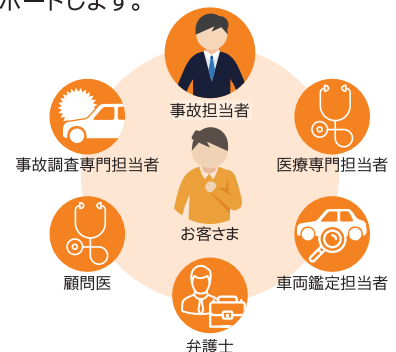 ポートします。
事故担当者
事故調査専門担当者
医療専門担当者
お客さま
顧問医
車両鑑定担当者
弁護士